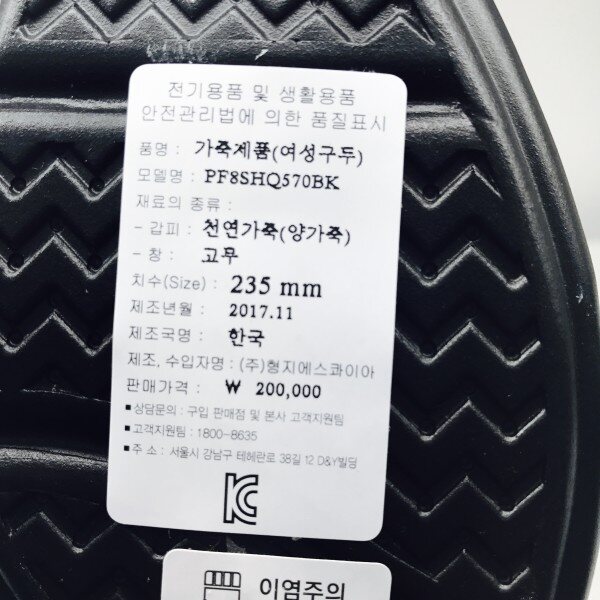 전기용품 및 생활용품
안전관리법에 의한 품질표시
품명 : 가죽제품(여성구두)
모델명 : PF8SHQ570BK
재료의 종류 :
- 갑피 : 천연가죽(양가죽)
- 창 : 고무
치수(Size) : 235 mm
제조년월 : 2017.11
제조국명 : 한국
제조, 수입자명 : (주)형지에스콰이아
판매가격 : ₩ 200,000
■ 상담문의 : 구입 판매점 및 본사 고객지원팀
■ 고객지원팀 : 1800-8635
■ 주 소 : 서울시 강남구 테헤란로 38길 12 D&Y빌딩
KC
이염주의